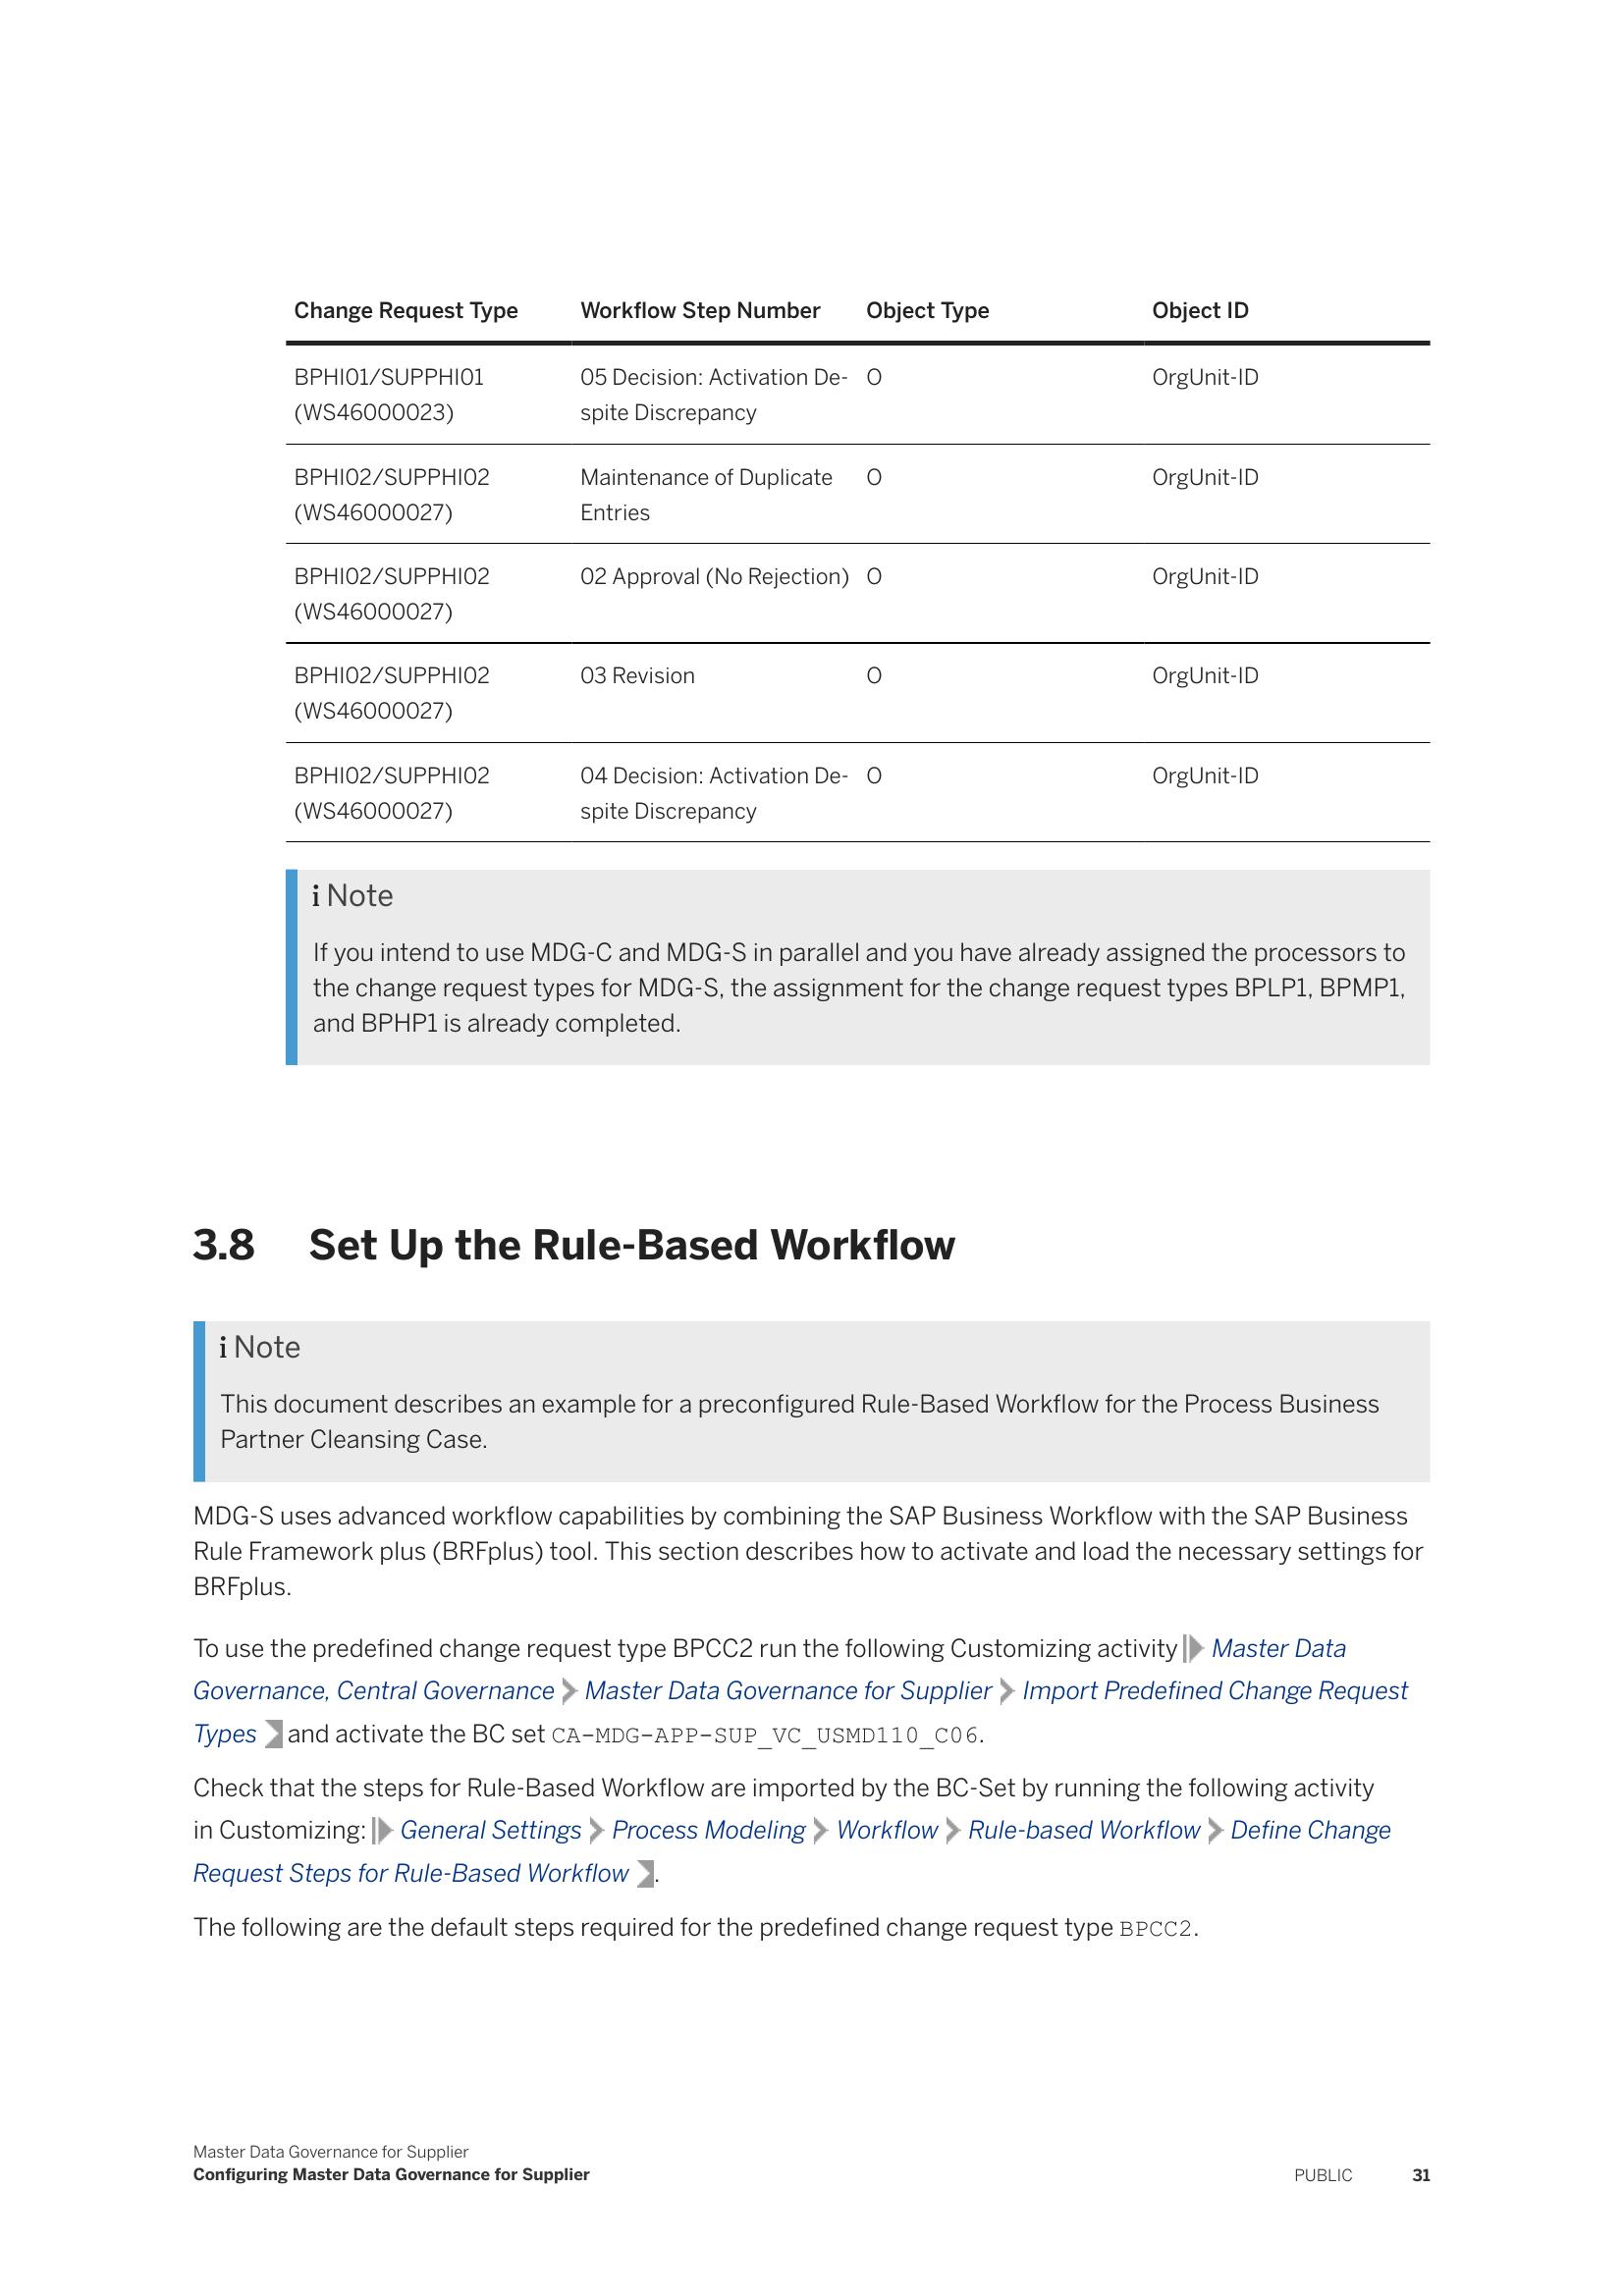 Change Request Type Workflow Step Number Object Type Object ID
BPHI01/SUPPHI01 05 Decision: Activation De- O OrgUnit-ID
(WS46000023) spite Discrepancy
BPHI02/SUPPHI02 Maintenance of Duplicate O OrgUnit-ID
(WS46000027) Entries
BPHI02/SUPPHI02 02 Approval (No Rejection) O OrgUnit-ID
(WS46000027)
BPHI02/SUPPHI02 03 Revision O OrgUnit-ID
(WS46000027)
BPHI02/SUPPHI02 04 Decision: Activation De- O OrgUnit-ID
(WS46000027) spite Discrepancy
i Note
If you intend to use MDG-C and MDG-S in parallel and you have already assigned the processors to
the change request types for MDG-S, the assignment for the change request types BPLP1, BPMP1,
and BPHP1 is already completed.
3.8 Set Up the Rule-Based Workflow
i Note
This document describes an example for a preconfigured Rule-Based Workflow for the Process Business
Partner Cleansing Case.
MDG-S uses advanced workflow capabilities by combining the SAP Business Workflow with the SAP Business
Rule Framework plus (BRFplus) tool. This section describes how to activate and load the necessary settings for
BRFplus.
To use the predefined change request type BPCC2 run the following Customizing activity Master Data
Governance, Central Governance Master Data Governance for Supplier Import Predefined Change Request
Types and activate the BC set CA-MDG-APP-SUP_VC_USMD110_C06.
Check that the steps for Rule-Based Workflow are imported by the BC-Set by running the following activity
in Customizing: General Settings Process Modeling Workflow Rule-based Workflow Define Change
Request Steps for Rule-Based Workflow .
The following are the default steps required for the predefined change request type BPCC2.
Master Data Governance for Supplier
Configuring Master Data Governance for Supplier PUBLIC 31